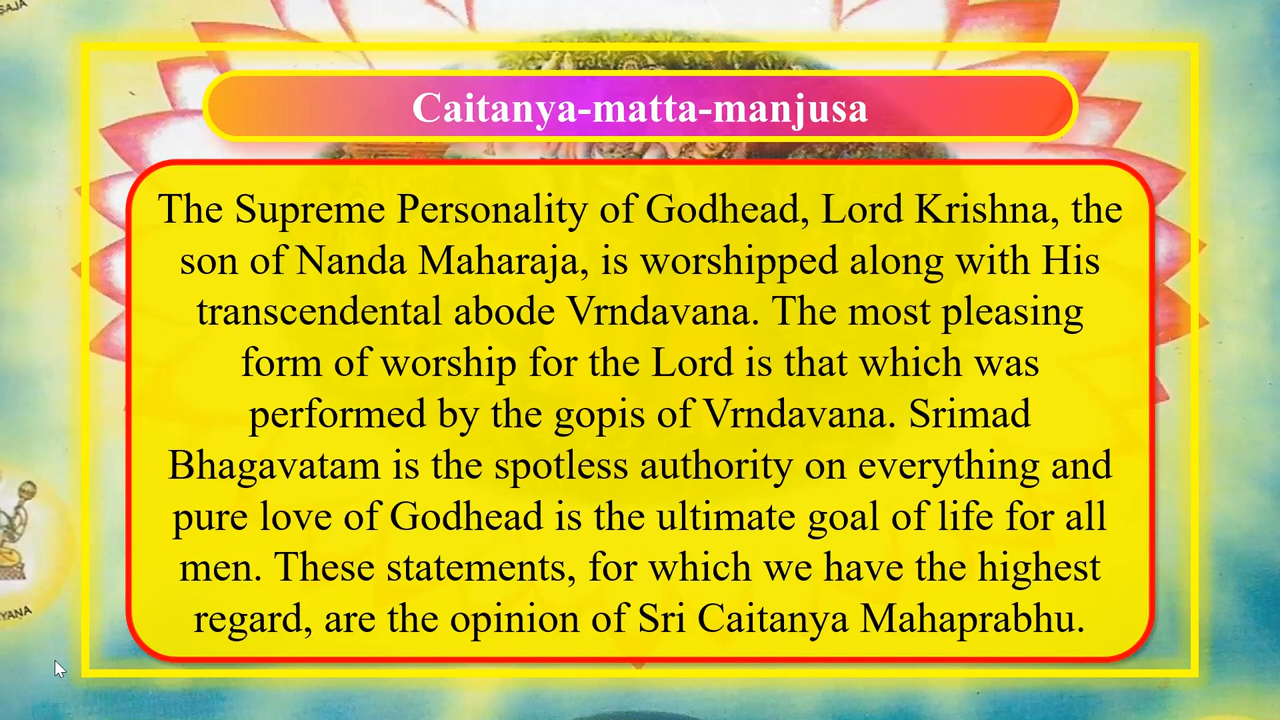 SAJA
Caitanya-matta-manjusa
The Supreme Personality of Godhead, Lord Krishna, the
son of Nanda Maharaja, is worshipped along with His
transcendental abode Vrndavana. The most pleasing
form of worship for the Lord is that which was
performed by the gopis of Vrndavana. Srimad
Bhagavatam is the spotless authority on everything and
pure love of Godhead is the ultimate goal of life for all
men. These statements, for which we have the highest
regard, are the opinion of Sri Caitanya Mahaprabhu.
YANA